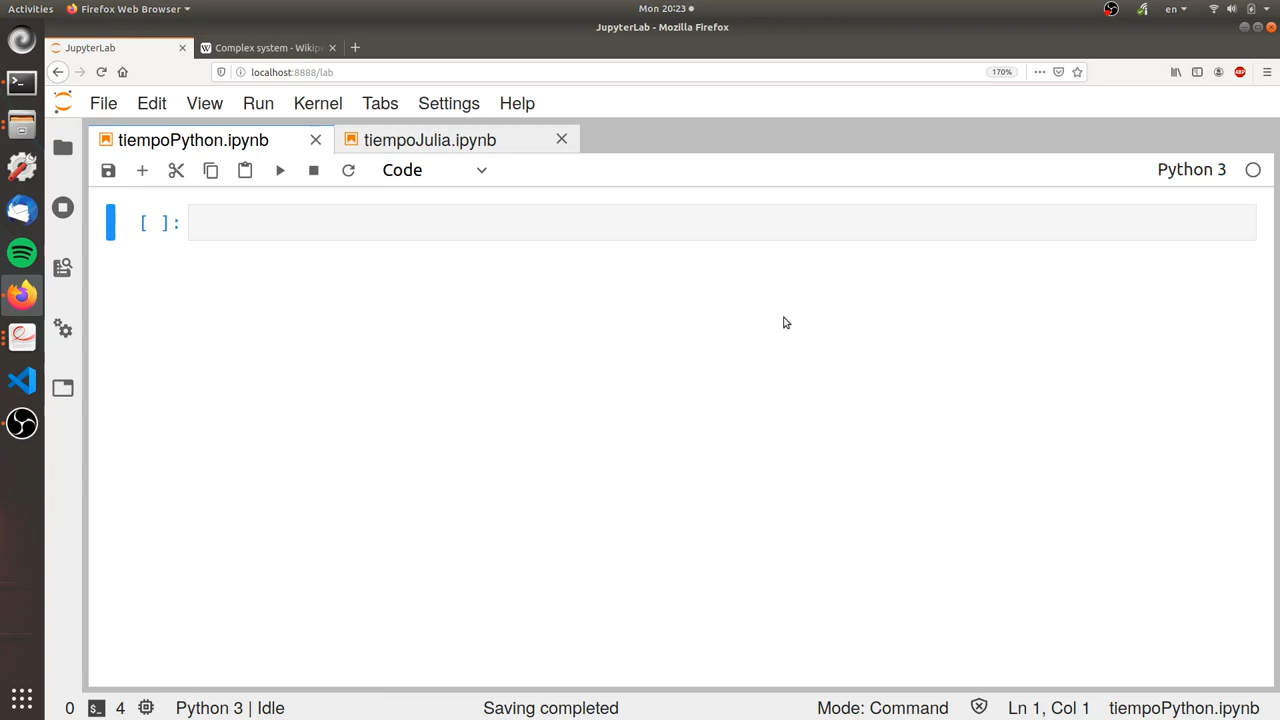 Activities Firefox Web Browser Mon 20:23 en
JupyterLab - Mozilla Firefox
JupyterLab Complex system - Wikip
localhost:8888/lab 170% ABP
File Edit View Run Kernel Tabs Settings Help
tiempoPython.ipynb tiempoJulia.ipynb
Code Python 3
[ ]:
0 $_ 4 Python 3 | Idle Saving completed Mode: Command Ln 1, Col 1 tiempoPython.ipynb